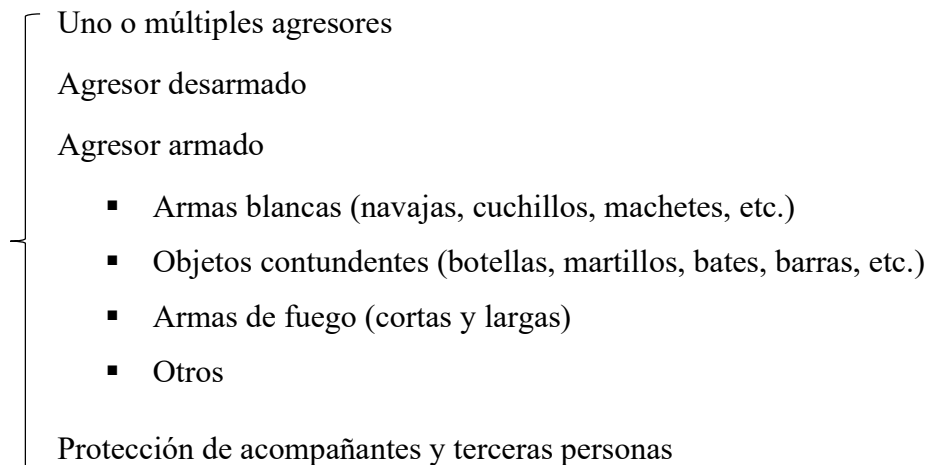 Uno o múltiples agresores
Agresor desarmado
Agresor armado
▪ Armas blancas (navajas, cuchillos, machetes, etc.)
▪ Objetos contundentes (botellas, martillos, bates, barras, etc.)
▪ Armas de fuego (cortas y largas)
▪ Otros
Protección de acompañantes y terceras personas